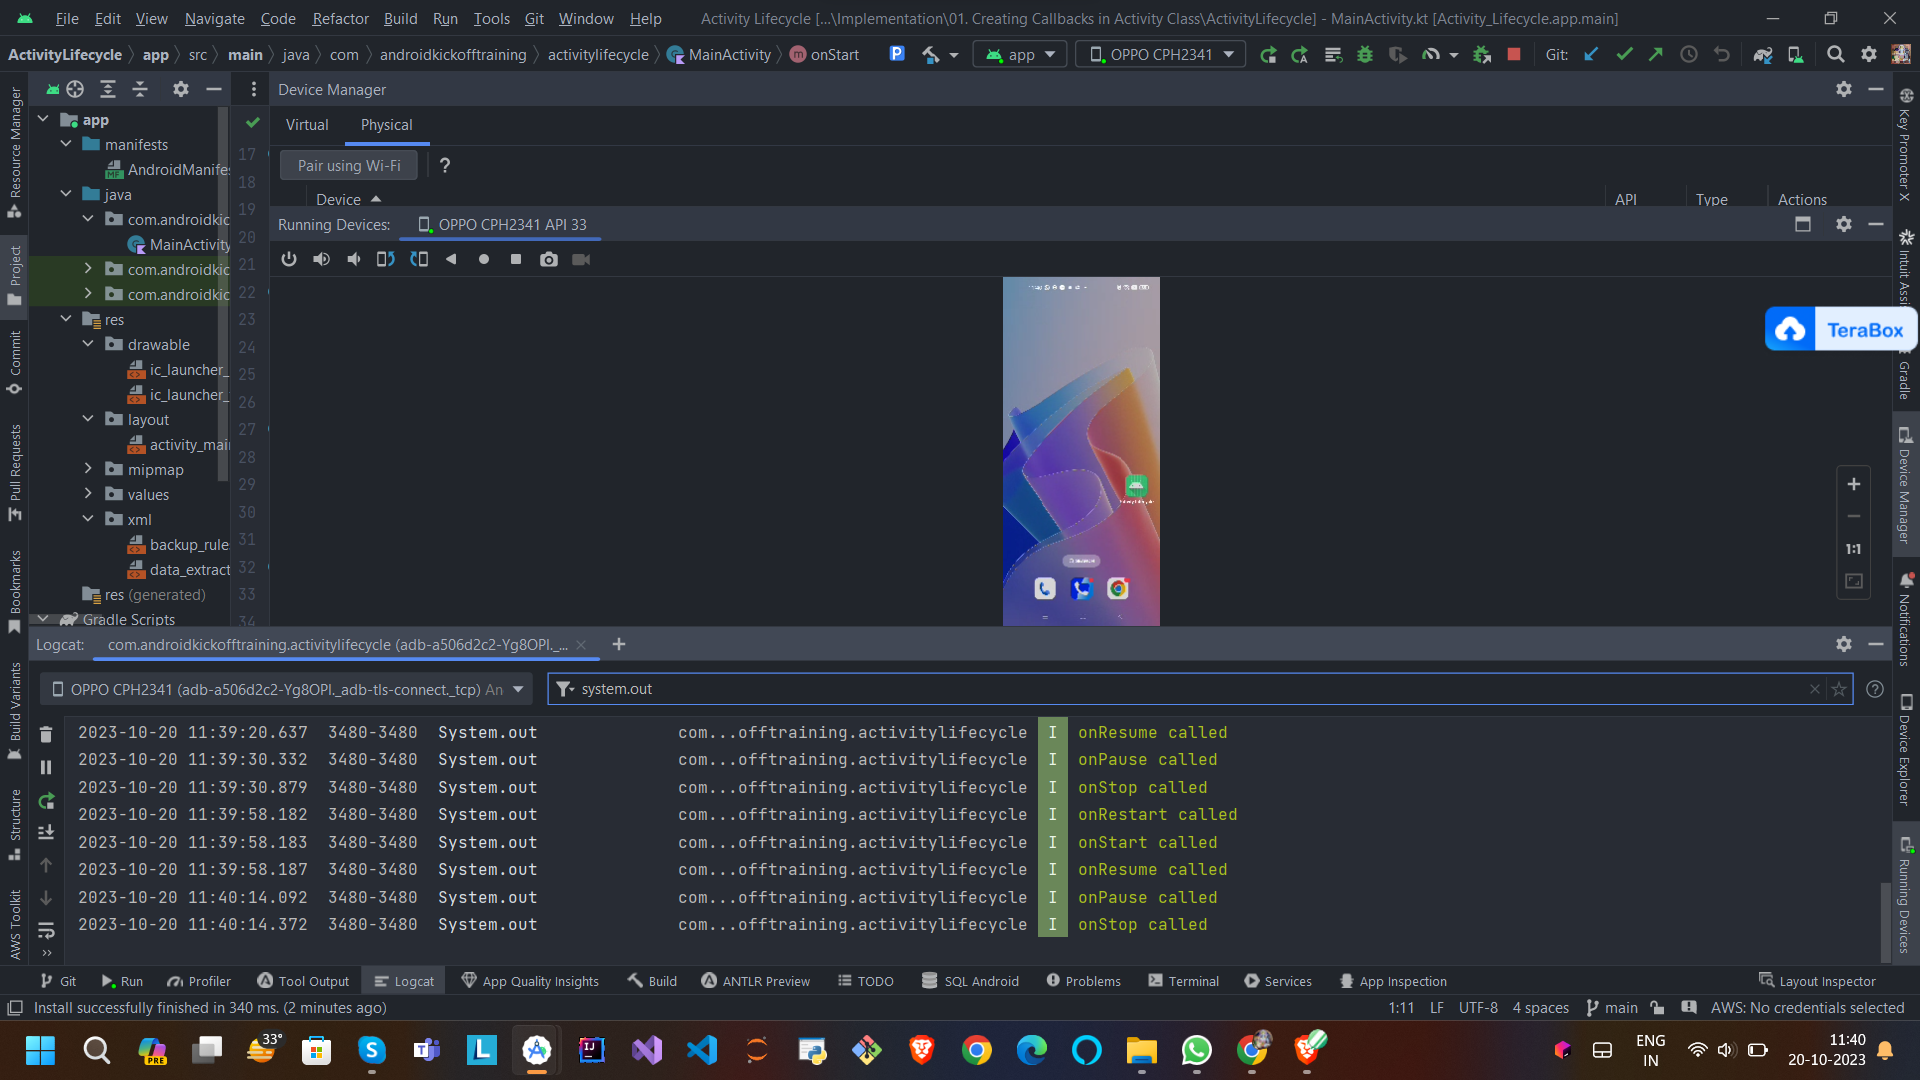 File Edit View Navigate Code Refactor Build Run Tools Git Window Help Activity Lifecycle [...\Implementation\01. Creating Callbacks in Activity Class\ActivityLifecycle] - MainActivity.kt [Activity_Lifecycle.app.main]
ActivityLifecycle app src main java com androidkickofftraining activitylifecycle MainActivity onStart app OPPO CPH2341 Git:
Device Manager
Virtual Physical
Pair using Wi-Fi ?
Device API Type Actions
Running Devices: OPPO CPH2341 API 33
app
manifests
AndroidManifes
java
com.androidkic
MainActivity
com.androidkic
com.androidkic
res
drawable
ic_launcher_
ic_launcher_
layout
activity_mai
mipmap
values
xml
backup_rule
data_extract
res (generated)
Gradle Scripts
17
18
19
20
21
22
23
24
25
26
27
28
29
30
31
32
33
34
Resource Manager
Project
Commit
Pull Requests
Bookmarks
Build Variants
Structure
AWS Toolkit
Key Promoter X
Intuit Assi
TeraBox
Gradle
Device Manager
Notifications
Device Explorer
Running Devices
1:1
Logcat: com.androidkickofftraining.activitylifecycle (adb-a506d2c2-Yg8OPI._...
OPPO CPH2341 (adb-a506d2c2-Yg8OPI._adb-tls-connect._tcp) An system.out
2023-10-20 11:39:20.637 3480-3480 System.out com...offtraining.activitylifecycle I onResume called
2023-10-20 11:39:30.332 3480-3480 System.out com...offtraining.activitylifecycle I onPause called
2023-10-20 11:39:30.879 3480-3480 System.out com...offtraining.activitylifecycle I onStop called
2023-10-20 11:39:58.182 3480-3480 System.out com...offtraining.activitylifecycle I onRestart called
2023-10-20 11:39:58.183 3480-3480 System.out com...offtraining.activitylifecycle I onStart called
2023-10-20 11:39:58.187 3480-3480 System.out com...offtraining.activitylifecycle I onResume called
2023-10-20 11:40:14.092 3480-3480 System.out com...offtraining.activitylifecycle I onPause called
2023-10-20 11:40:14.372 3480-3480 System.out com...offtraining.activitylifecycle I onStop called
Git Run Profiler Tool Output Logcat App Quality Insights Build ANTLR Preview TODO SQL Android Problems Terminal Services App Inspection Layout Inspector
Install successfully finished in 340 ms. (2 minutes ago) 1:11 LF UTF-8 4 spaces main AWS: No credentials selected
PRE 33° ENG 11:40
IN 20-10-2023